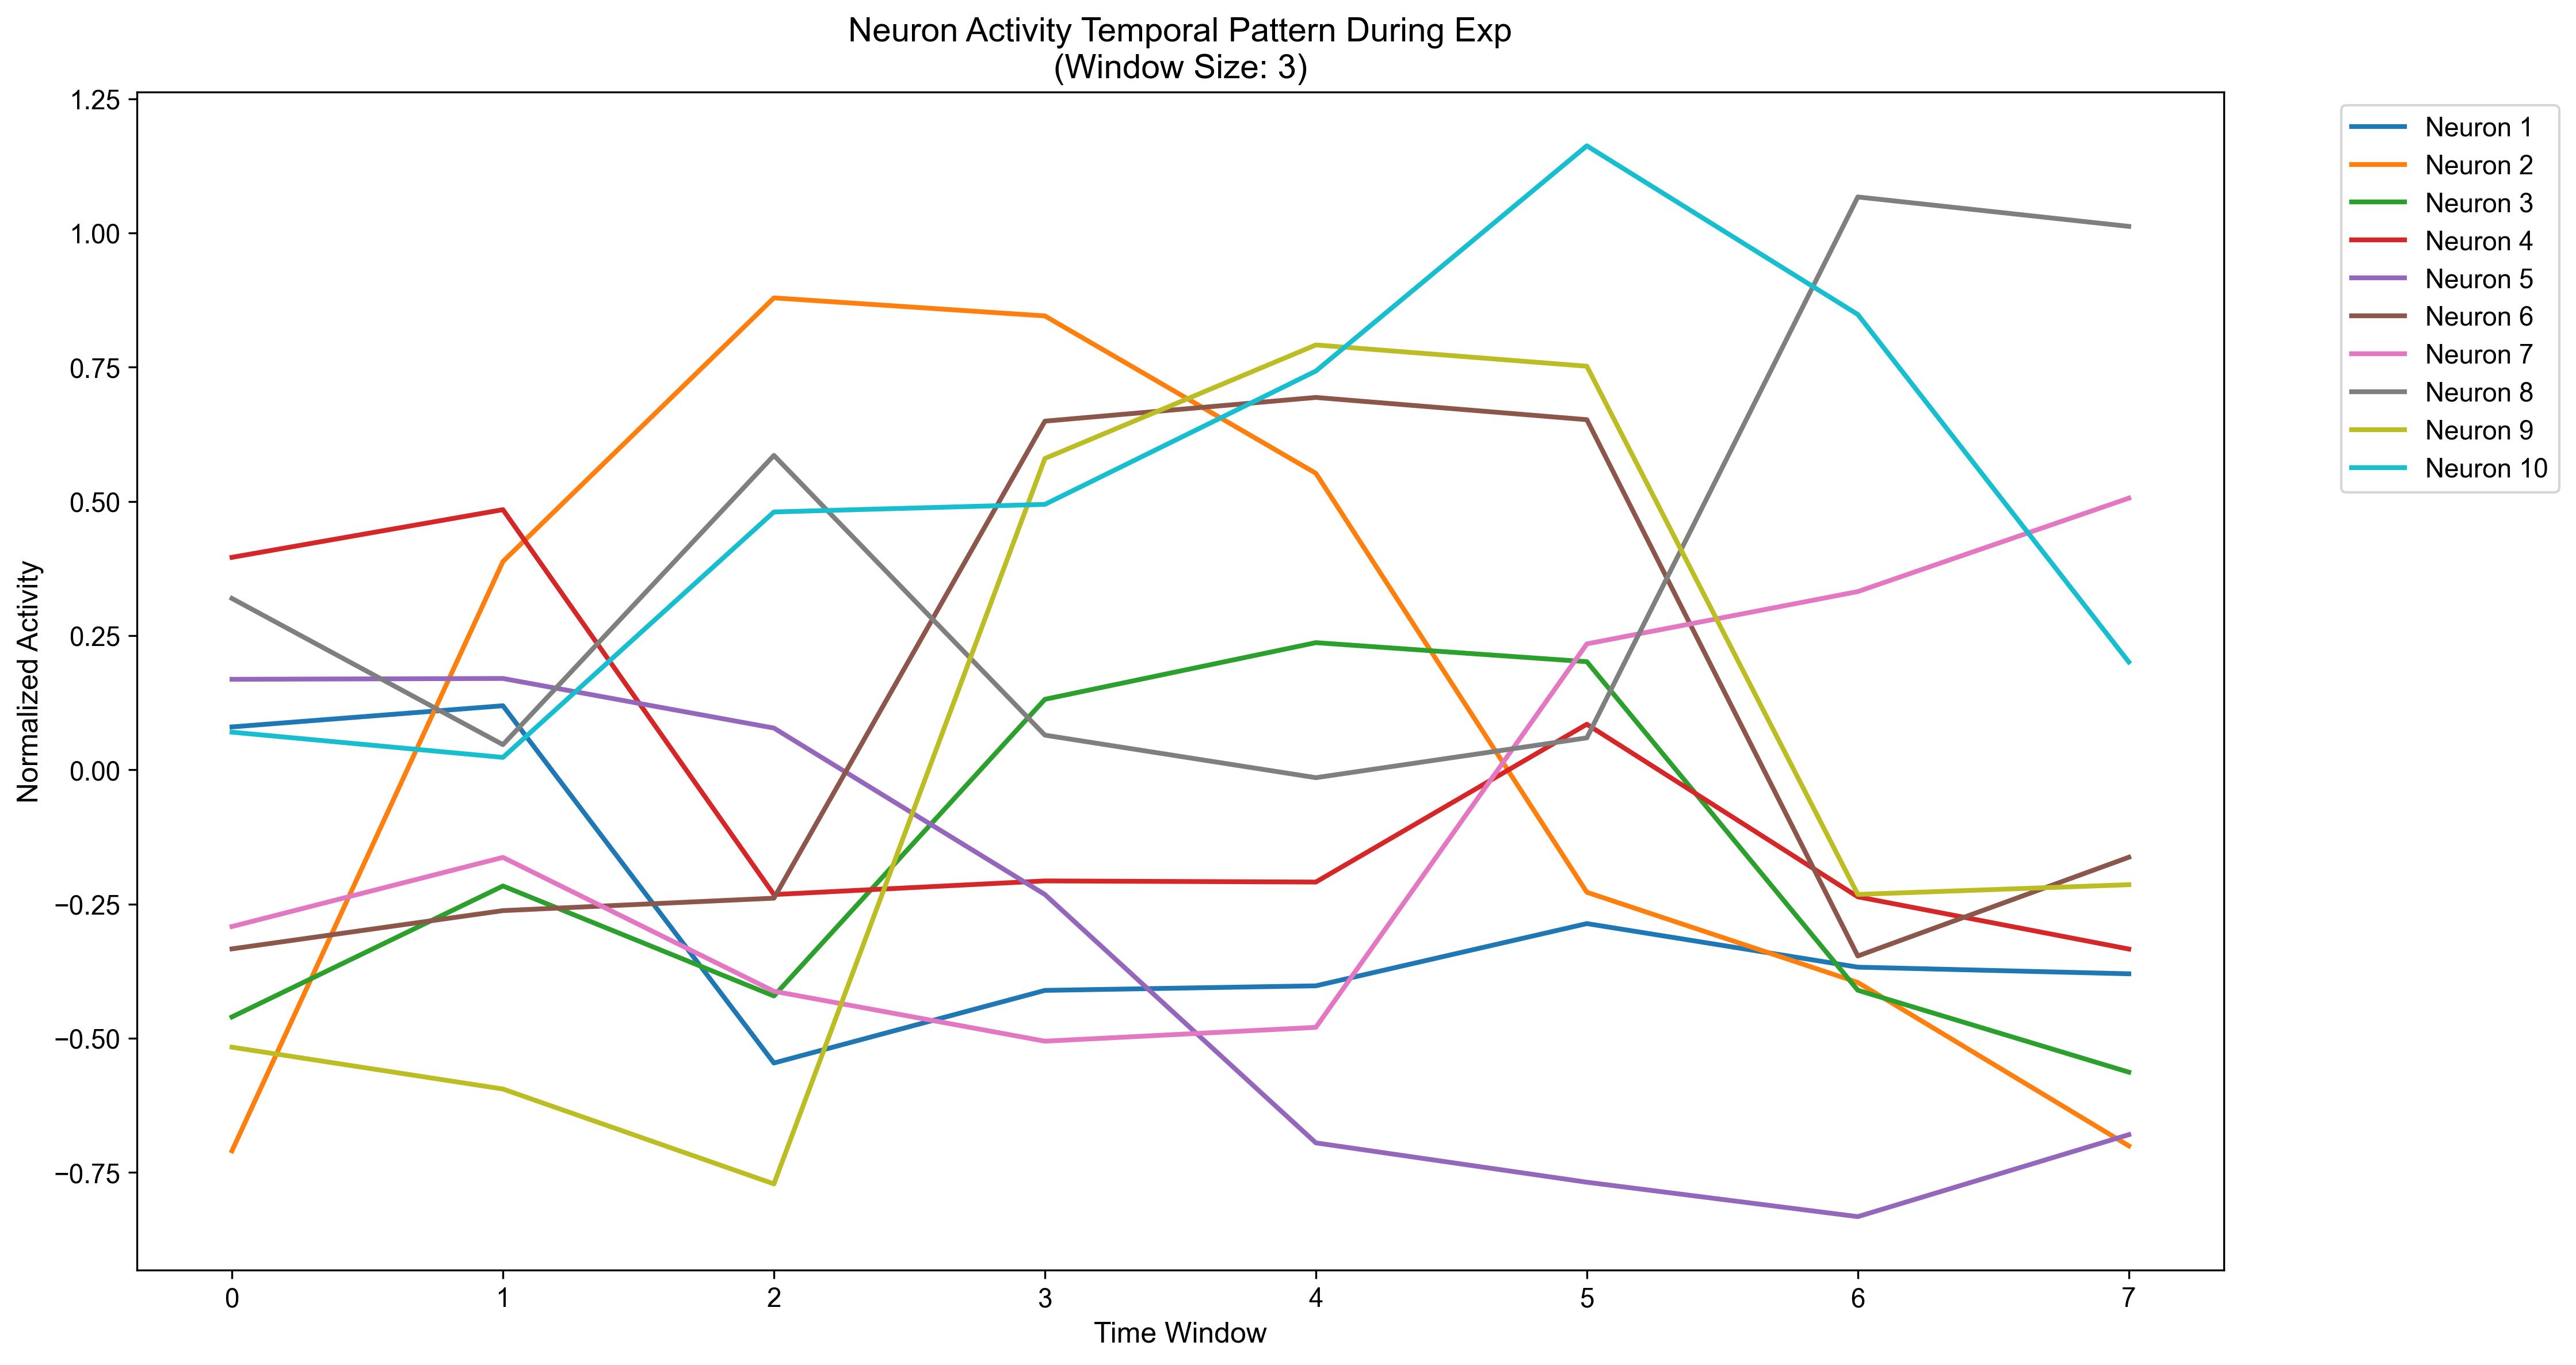 Neuron Activity Temporal Pattern During Exp
(Window Size: 3)
1.25
1.00
0.75
0.50
0.25
0.00
−0.25
−0.50
−0.75
Normalized Activity
0 1 2 3 4 5 6 7
Time Window
Neuron 1
Neuron 2
Neuron 3
Neuron 4
Neuron 5
Neuron 6
Neuron 7
Neuron 8
Neuron 9
Neuron 10